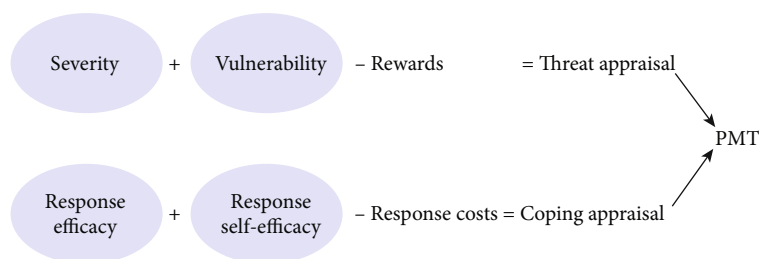 Severity + Vulnerability – Rewards = Threat appraisal
PMT
Response efficacy + Response self-efficacy – Response costs = Coping appraisal